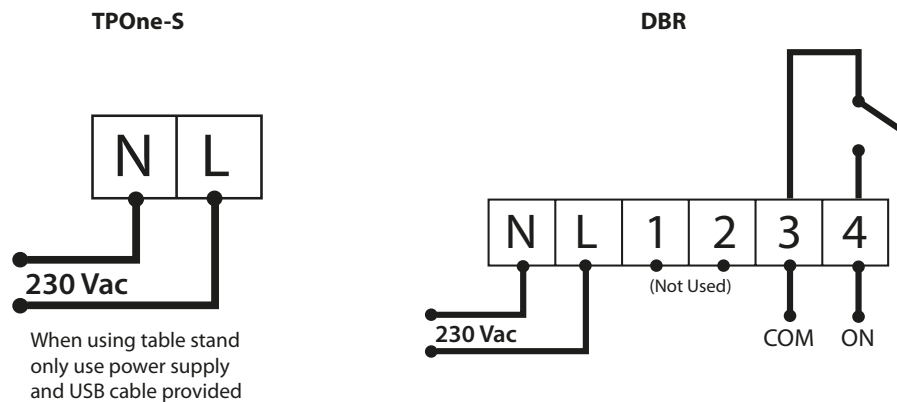 TPOne-S
N L
230 Vac
When using table stand
only use power supply
and USB cable provided
DBR
N L 1 2 3 4
(Not Used)
230 Vac
COM ON